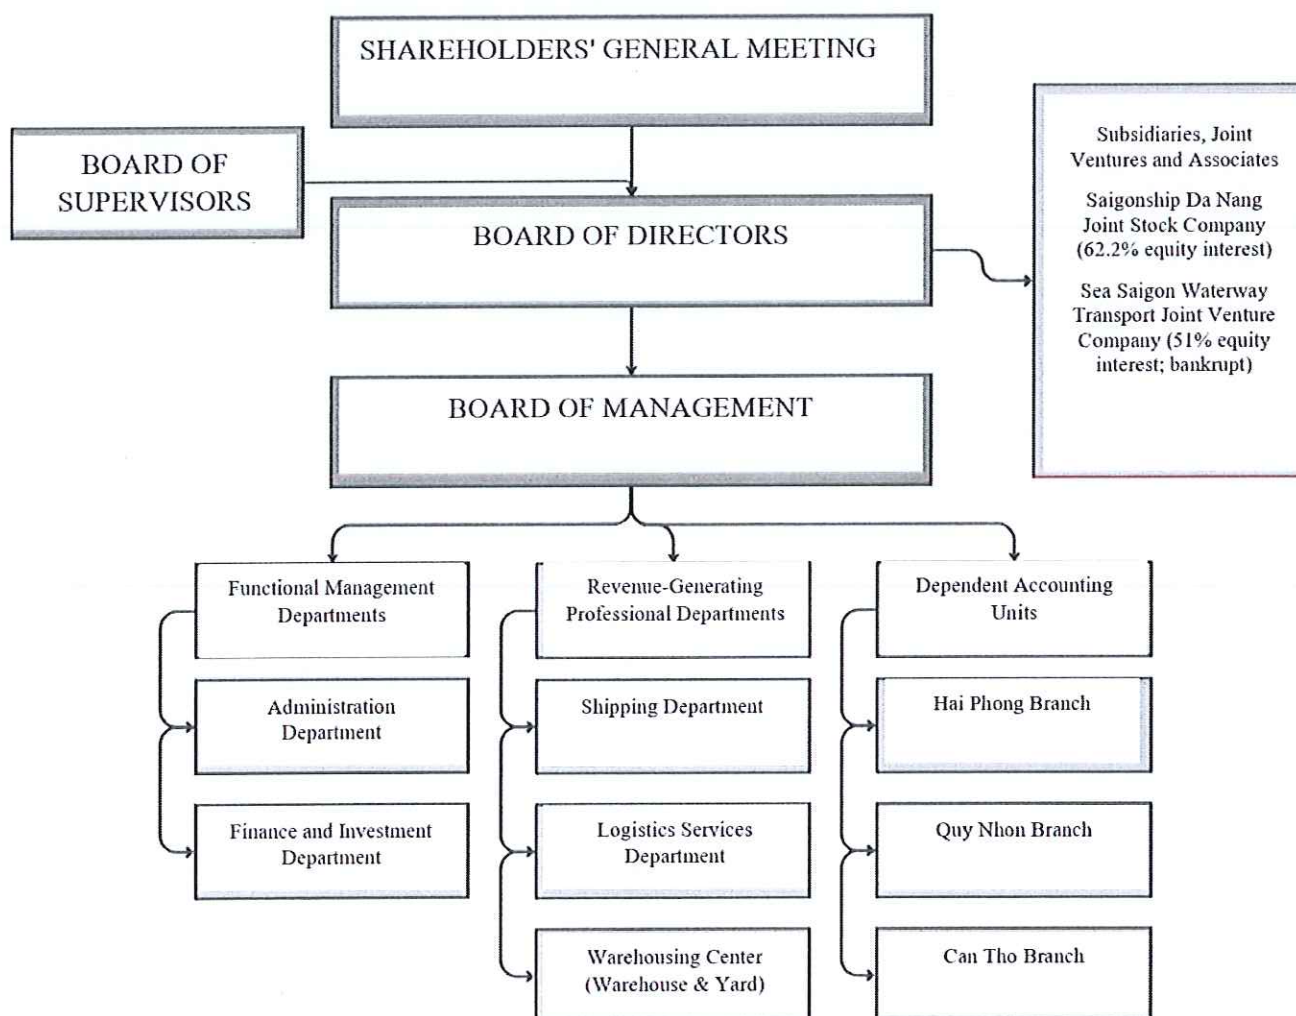 SHAREHOLDERS' GENERAL MEETING
BOARD OF
SUPERVISORS
BOARD OF DIRECTORS
Subsidiaries, Joint
Ventures and Associates
Saigonship Da Nang
Joint Stock Company
(62.2% equity interest)
Sea Saigon Waterway
Transport Joint Venture
Company (51% equity
interest; bankrupt)
BOARD OF MANAGEMENT
Functional Management
Departments
Administration
Department
Finance and Investment
Department
Revenue-Generating
Professional Departments
Shipping Department
Logistics Services
Department
Warehousing Center
(Warehouse & Yard)
Dependent Accounting
Units
Hai Phong Branch
Quy Nhon Branch
Can Tho Branch